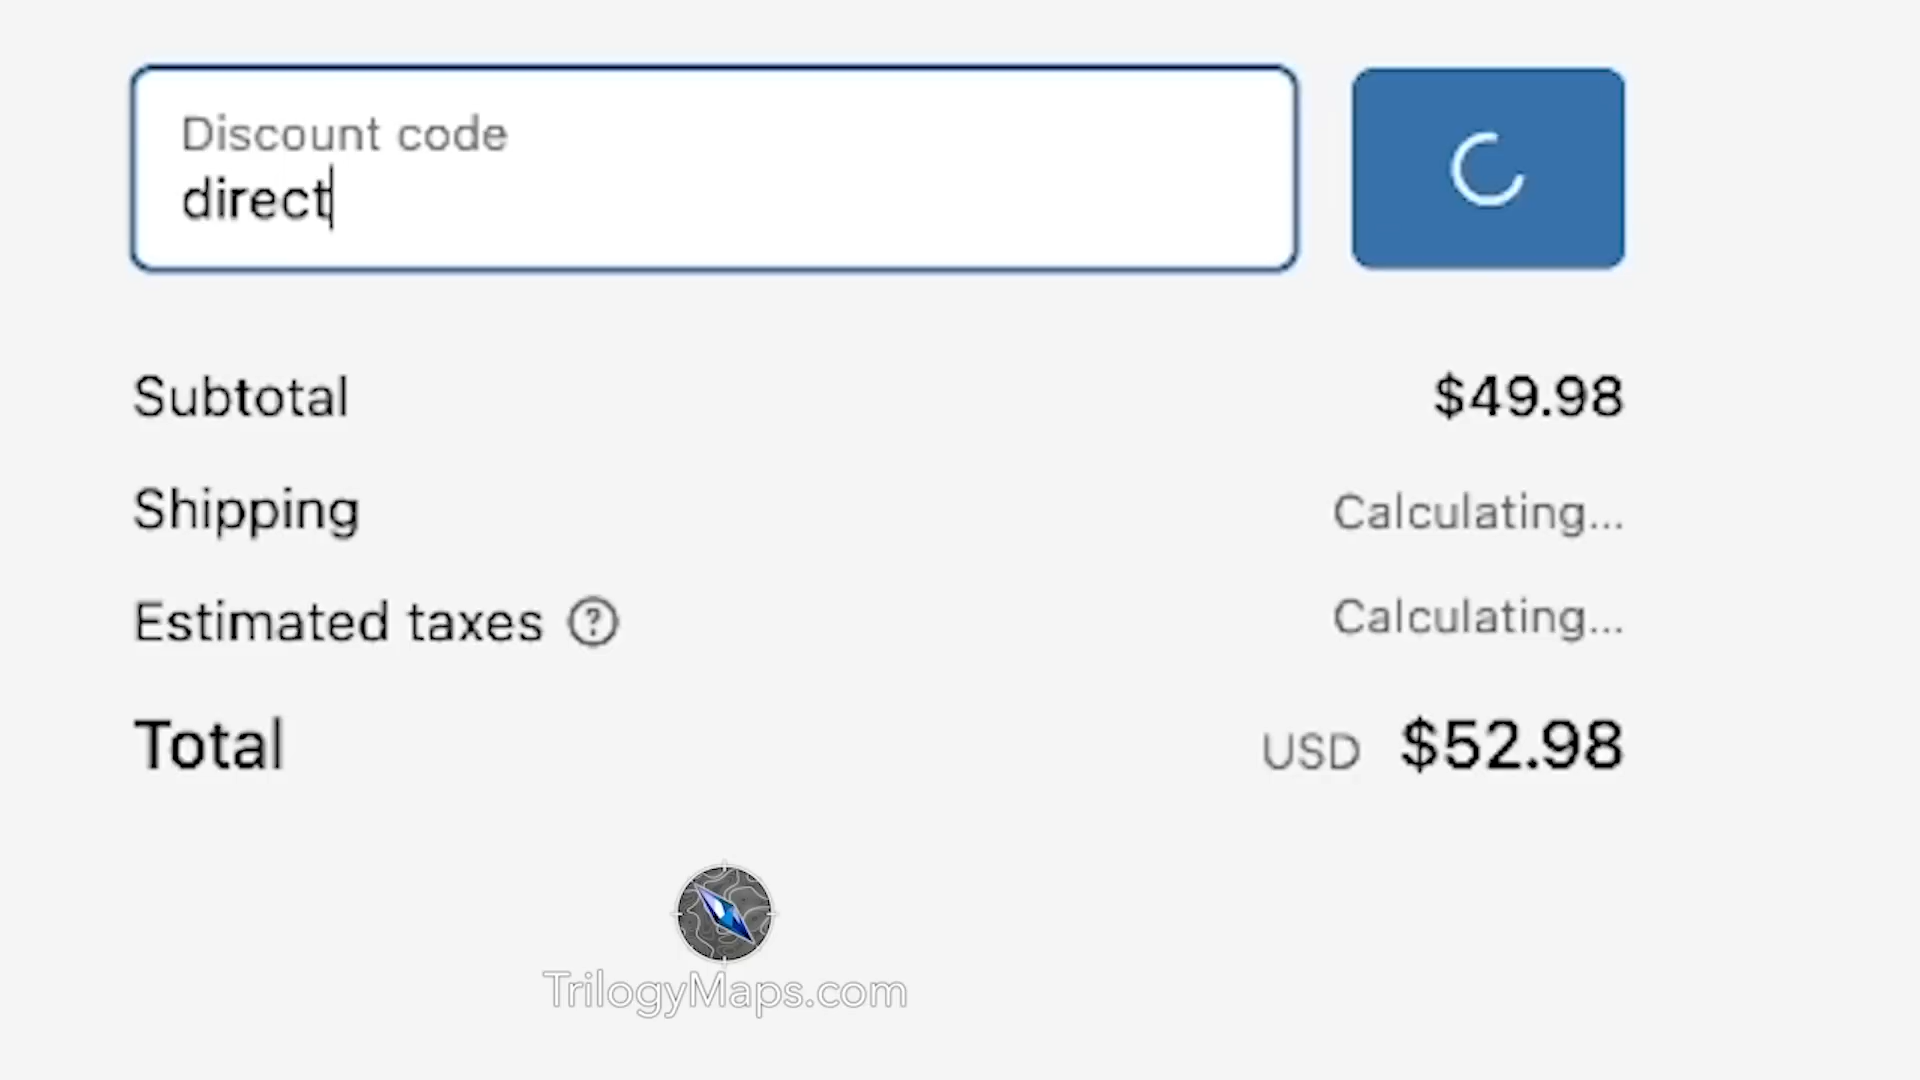 Discount code
direct
Subtotal $49.98
Shipping Calculating...
Estimated taxes ? Calculating...
Total USD $52.98
TrilogyMaps.com